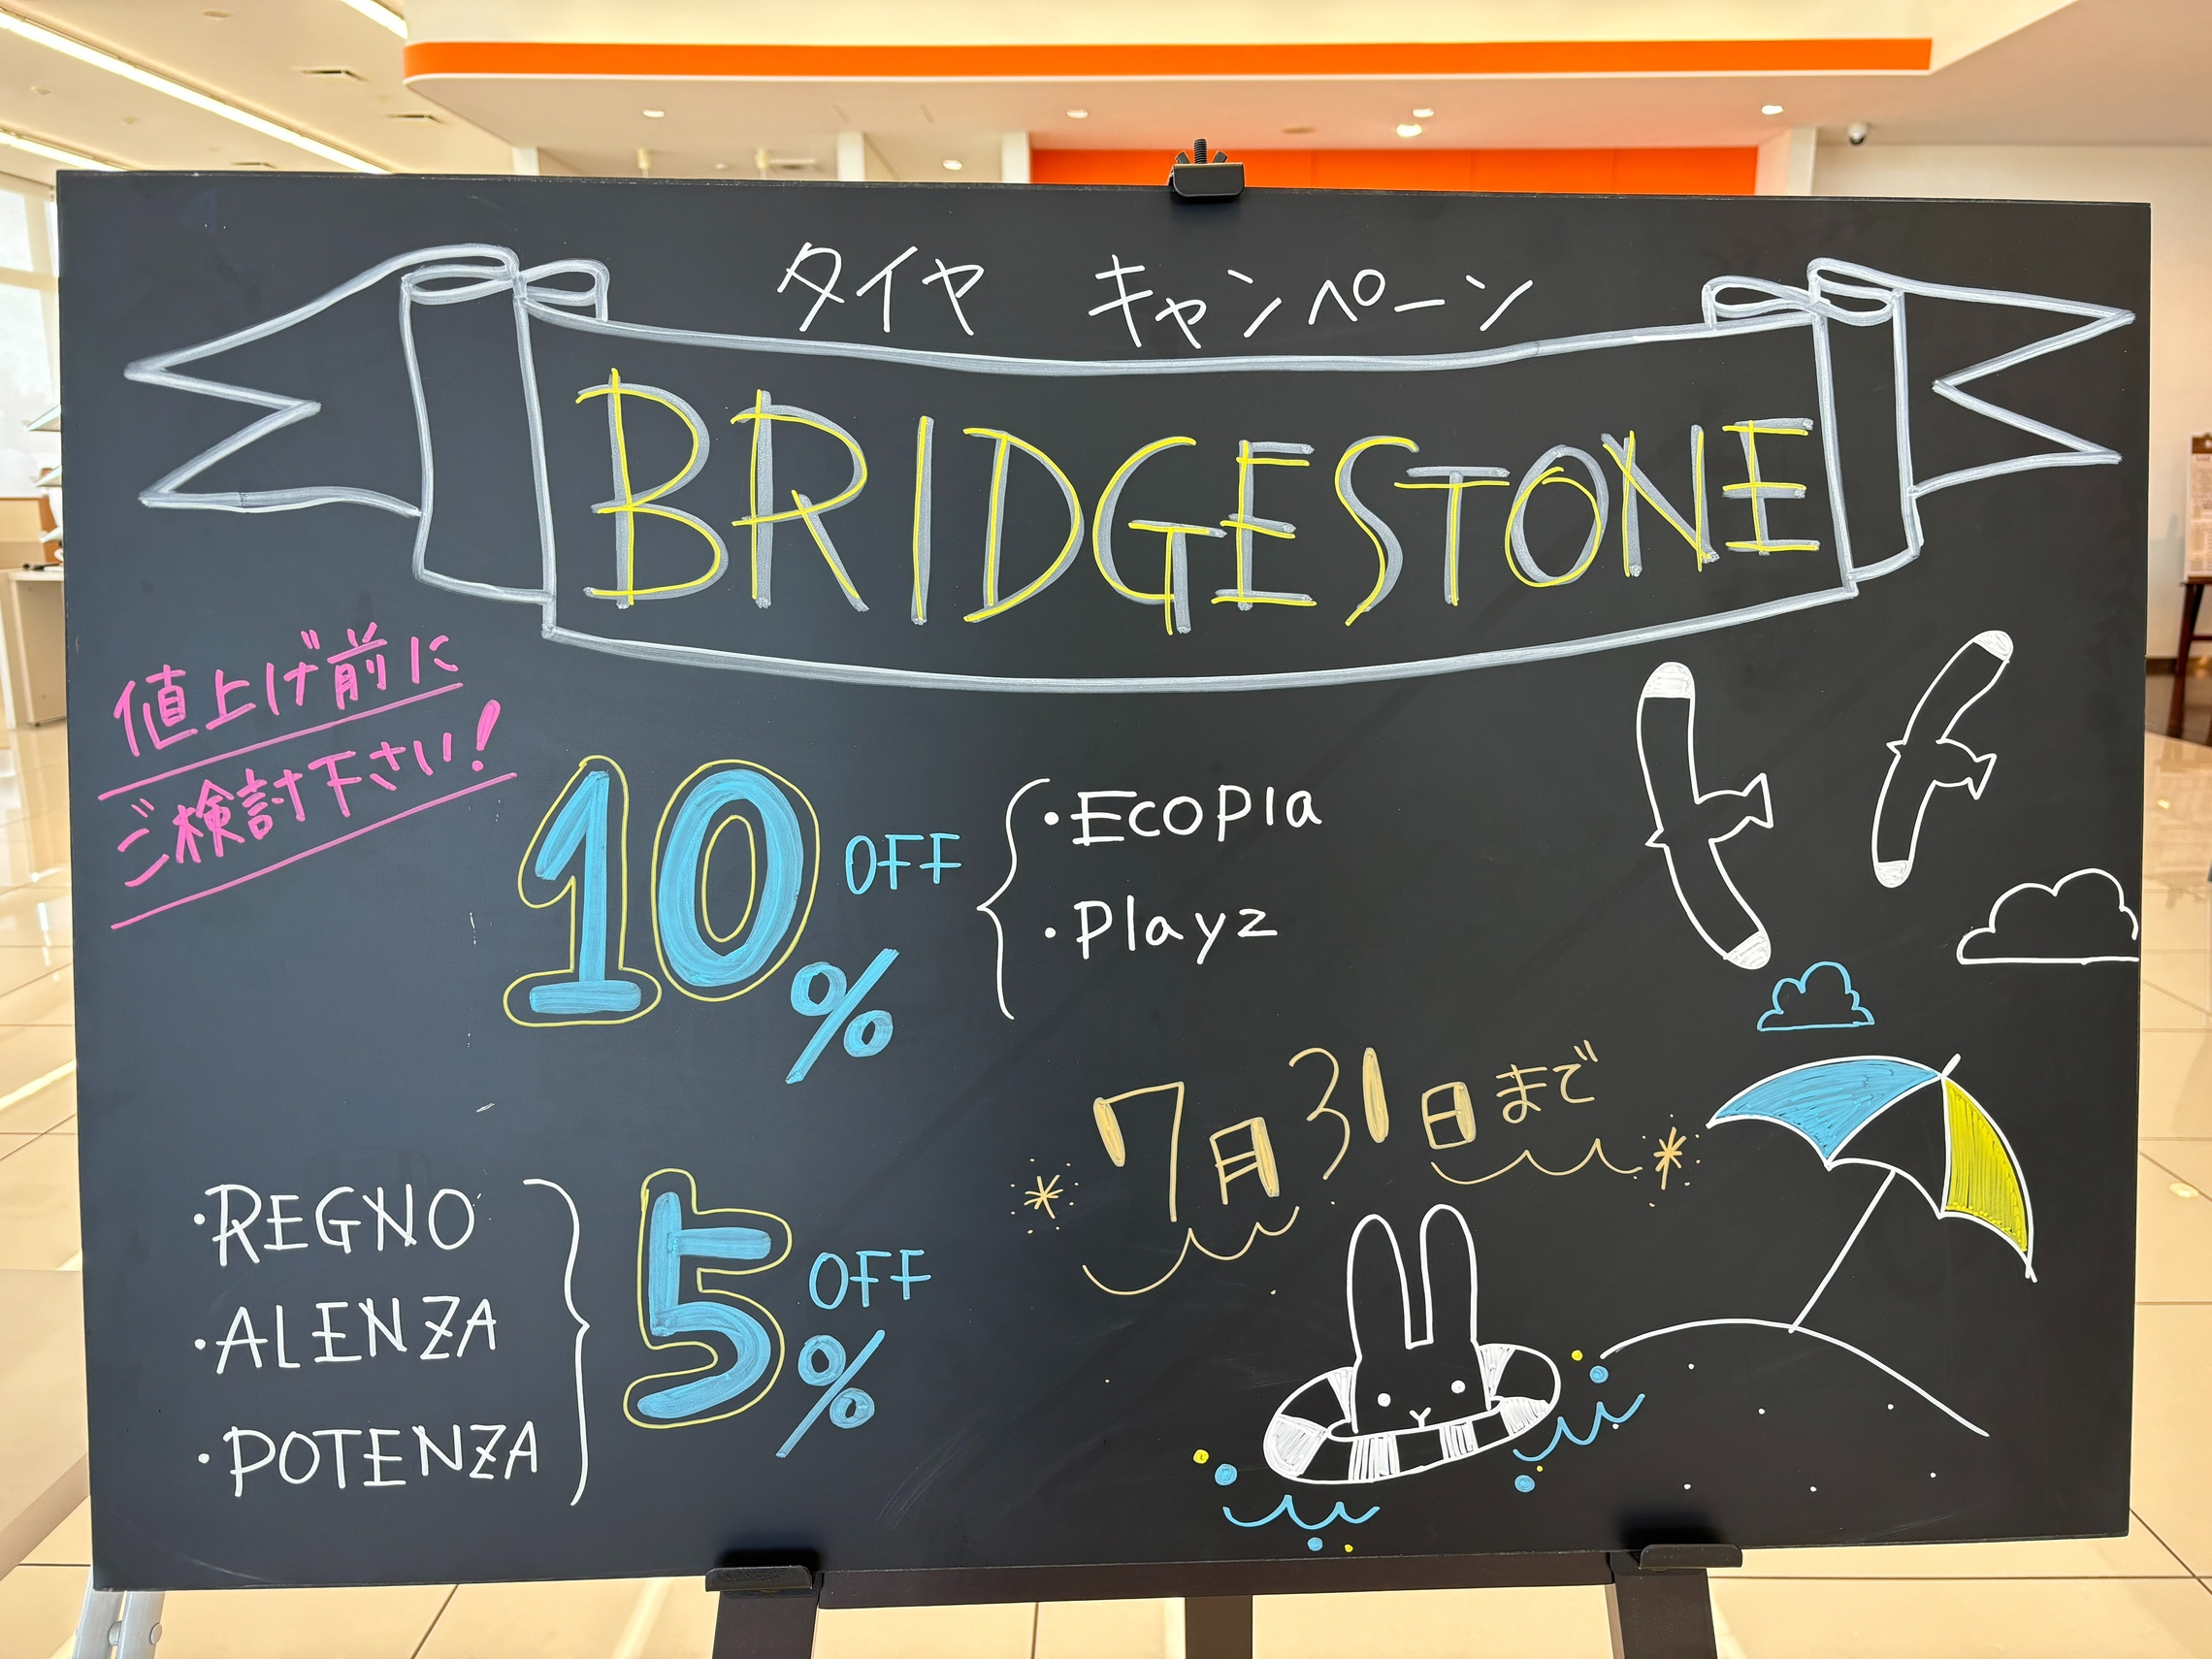 タイヤ キャンペーン
BRIDGESTONE
値上げ前に
ご検討下さい!
10%OFF
・Ecopia
・Playz
7月31日まで
・REGNO
・ALENZA
・POTENZA
5%OFF